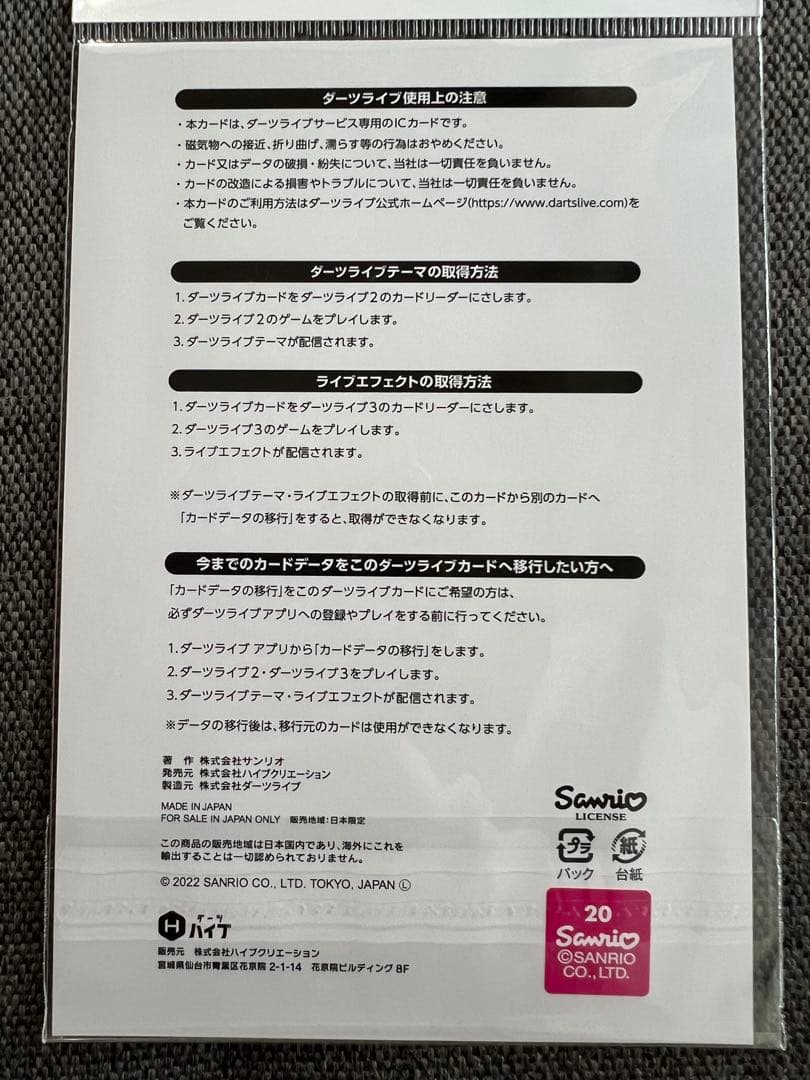 ダーツライブ使用上の注意
・本カードは、ダーツライブサービス専用のICカードです。
・磁気物への接近、折り曲げ、濡らす等の行為はおやめください。
・カード又はデータの破損・紛失について、当社は一切責任を負いません。
・カードの改造による損害やトラブルについて、当社は一切責任を負いません。
・本カードのご利用方法はダーツライブ公式ホームページ(https://www.dartslive.com)を
ご覧ください。
ダーツライブテーマの取得方法
1. ダーツライブカードをダーツライブ2のカードリーダーにさします。
2. ダーツライブ2のゲームをプレイします。
3. ダーツライブテーマが配信されます。
ライブエフェクトの取得方法
1. ダーツライブカードをダーツライブ3のカードリーダーにさします。
2. ダーツライブ3のゲームをプレイします。
3. ライブエフェクトが配信されます。
※ダーツライブテーマ・ライブエフェクトの取得前に、このカードから別のカードへ
「カードデータの移行」をすると、取得ができなくなります。
今までのカードデータをこのダーツライブカードへ移行したい方へ
「カードデータの移行」をこのダーツライブカードにご希望の方は、
必ずダーツライブアプリへの登録やプレイをする前に行ってください。
1. ダーツライブ アプリから「カードデータの移行」をします。
2. ダーツライブ2・ダーツライブ3をプレイします。
3. ダーツライブテーマ・ライブエフェクトが配信されます。
※データの移行後は、移行元のカードは使用ができなくなります。
著 作 株式会社サンリオ
発売元 株式会社ハイブクリエーション
製造元 株式会社ダーツライブ
MADE IN JAPAN
FOR SALE IN JAPAN ONLY 販売地域:日本限定
この商品の販売地域は日本国内であり、海外にこれを
輸出することは一切認められておりません。
© 2022 SANRIO CO., LTD. TOKYO, JAPAN Ⓛ
Sanrio
LICENSE
プラ 紙
パック 台紙
20
Sanrio
©SANRIO
CO., LTD.
H ダーツ
ハイブ
販売元 株式会社ハイブクリエーション
宮城県仙台市青葉区花京院 2-1-14 花京院ビルディング 8F